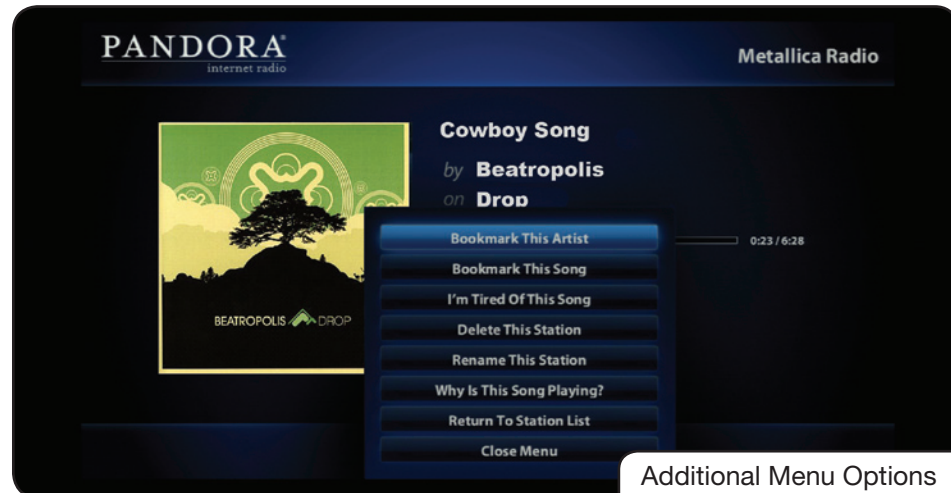 PANDORA®
internet radio
Metallica Radio
Cowboy Song
by Beatropolis
on Drop
0:23 / 6:28
BEATROPOLIS DROP
Bookmark This Artist
Bookmark This Song
I'm Tired Of This Song
Delete This Station
Rename This Station
Why Is This Song Playing?
Return To Station List
Close Menu
Additional Menu Options